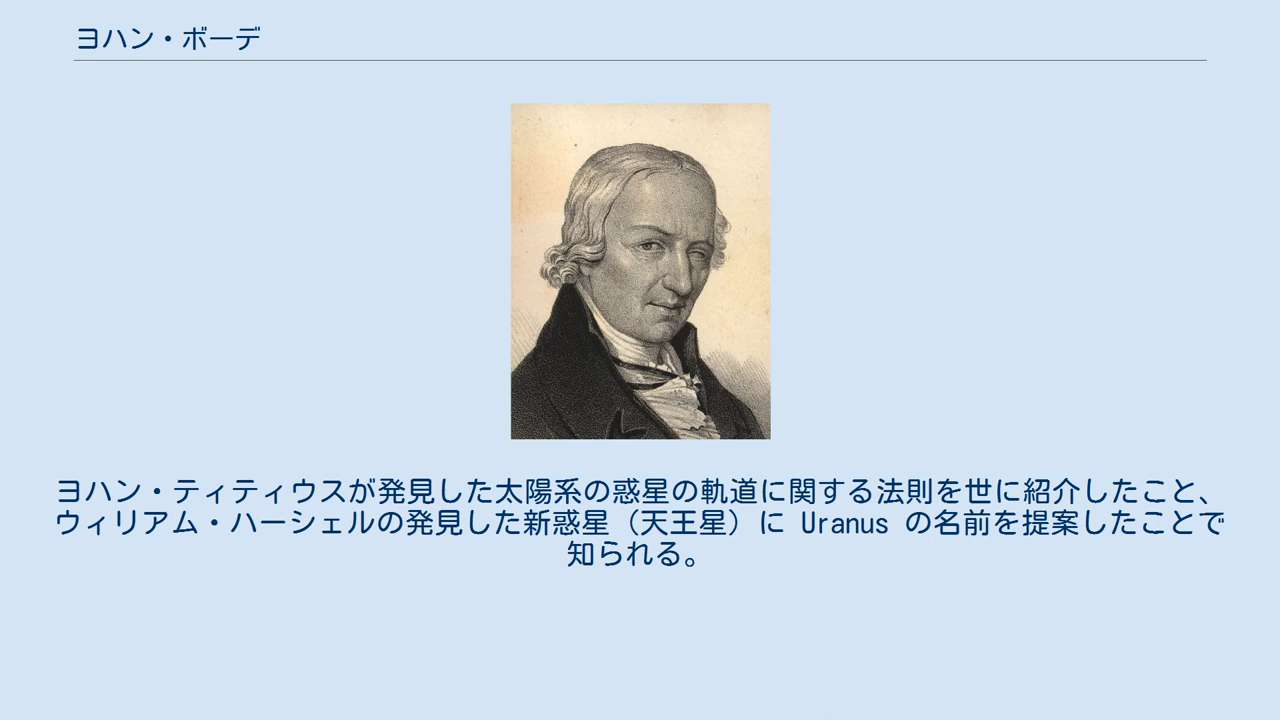 ヨハン・ボーデ
ヨハン・ティティウスが発見した太陽系の惑星の軌道に関する法則を世に紹介したこと、
ウィリアム・ハーシェルの発見した新惑星（天王星）に Uranus の名前を提案したことで
知られる。